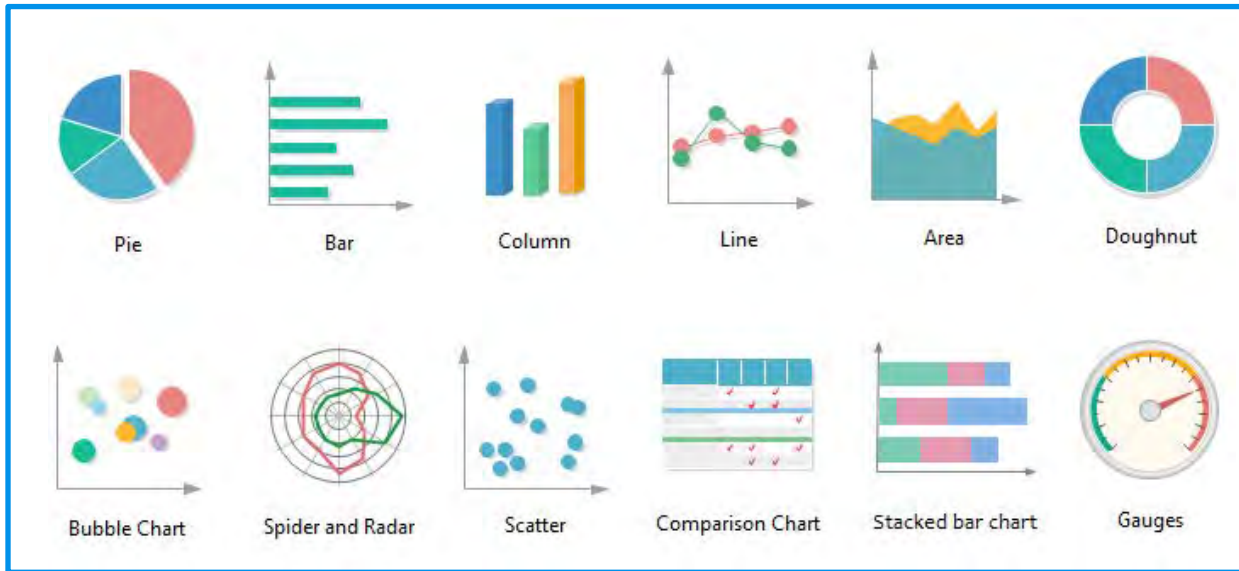 Pie
Bar
Column
Line
Area
Doughnut
Bubble Chart
Spider and Radar
Scatter
Comparison Chart
Stacked bar chart
Gauges